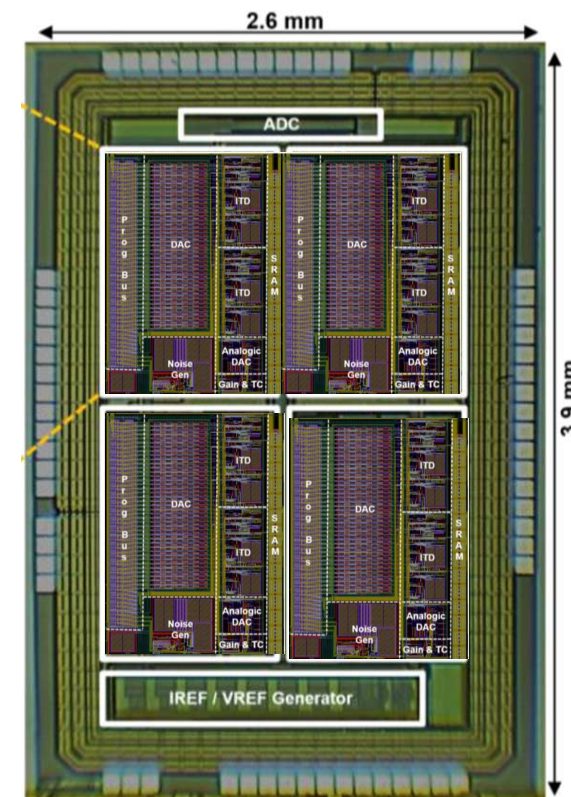 2.6 mm
3.9 mm
ADC
Prog Bus
DAC
ITD
ITD
SRAM
Noise
Gen
Analogic
DAC
Gain & TC
Prog Bus
DAC
ITD
ITD
SRAM
Noise
Gen
Analogic
DAC
Gain & TC
Prog Bus
DAC
ITD
ITD
SRAM
Noise
Gen
Analogic
DAC
Gain & TC
Prog Bus
DAC
ITD
ITD
SRAM
Noise
Gen
Analogic
DAC
Gain & TC
IREF / VREF Generator